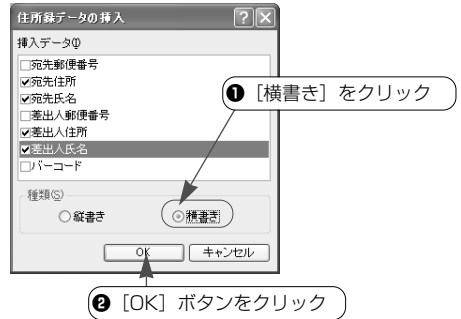 住所録データの挿入
挿入データ(I)
宛先郵便番号
宛先住所
宛先氏名
差出人郵便番号
差出人住所
差出人氏名
バーコード
❶ [横書き] をクリック
種類(S)
縦書き
横書き
OK
キャンセル
❷ [OK] ボタンをクリック